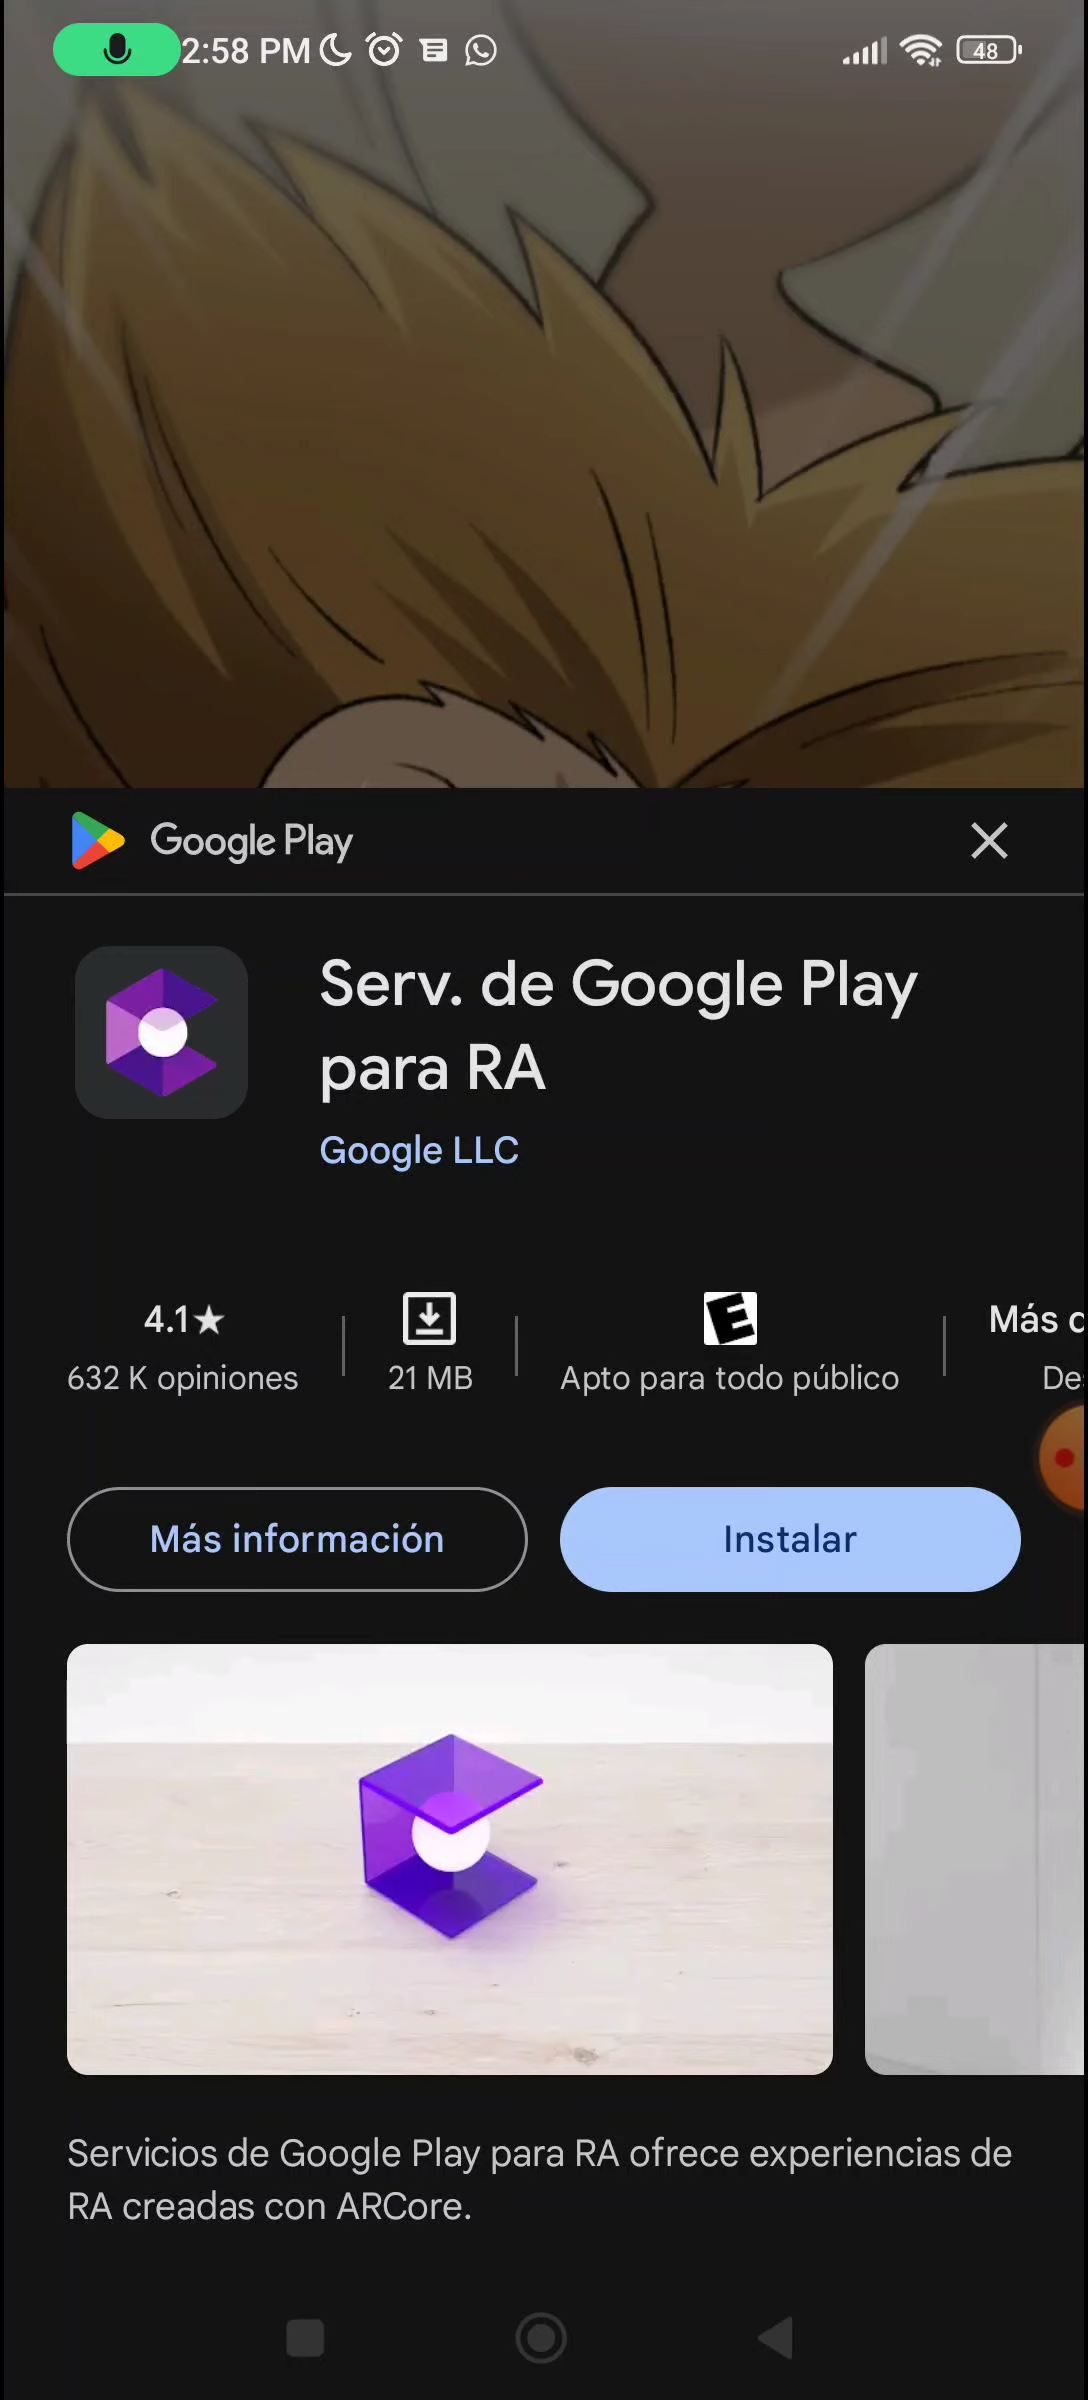 2:58 PM
48
Google Play
Serv. de Google Play
para RA
Google LLC
4.1★
632 K opiniones
21 MB
E
Apto para todo público
Más d
Des
Más información
Instalar
Servicios de Google Play para RA ofrece experiencias de
RA creadas con ARCore.